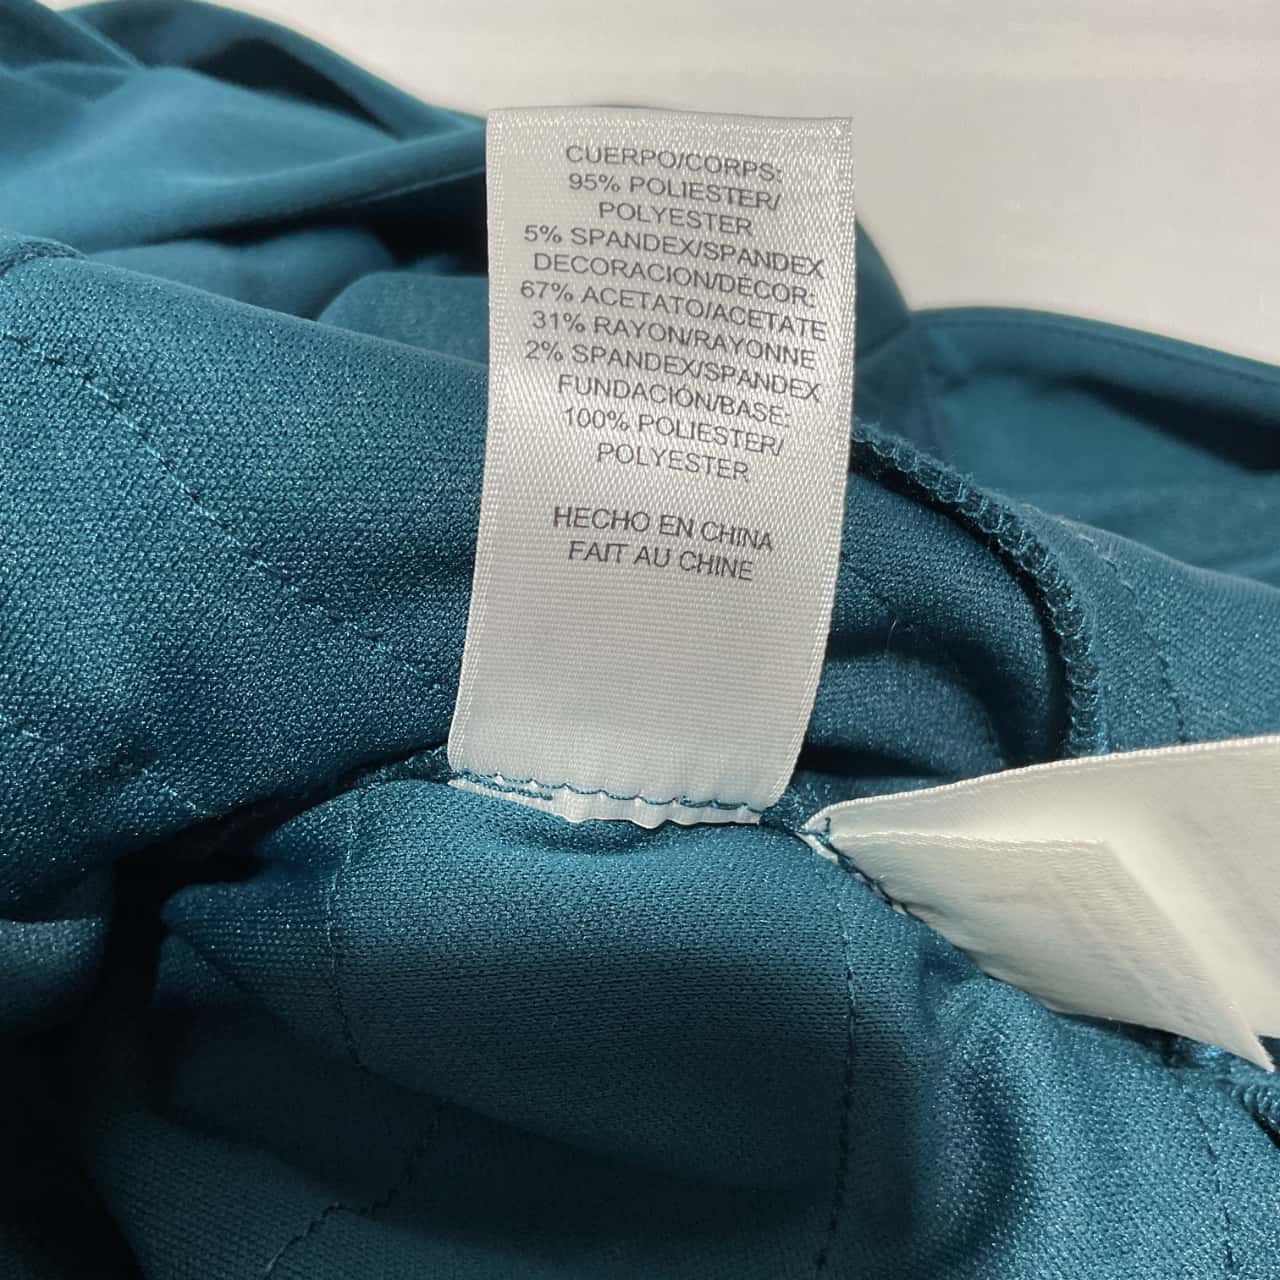 CUERPO/CORPS:
95% POLIESTER/
POLYESTER
5% SPANDEX/SPANDEX
DECORACION/DÉCOR:
67% ACETATO/ACETATE
31% RAYON/RAYONNE
2% SPANDEX/SPANDEX
FUNDACIÓN/BASE:
100% POLIESTER/
POLYESTER
HECHO EN CHINA
FAIT AU CHINE